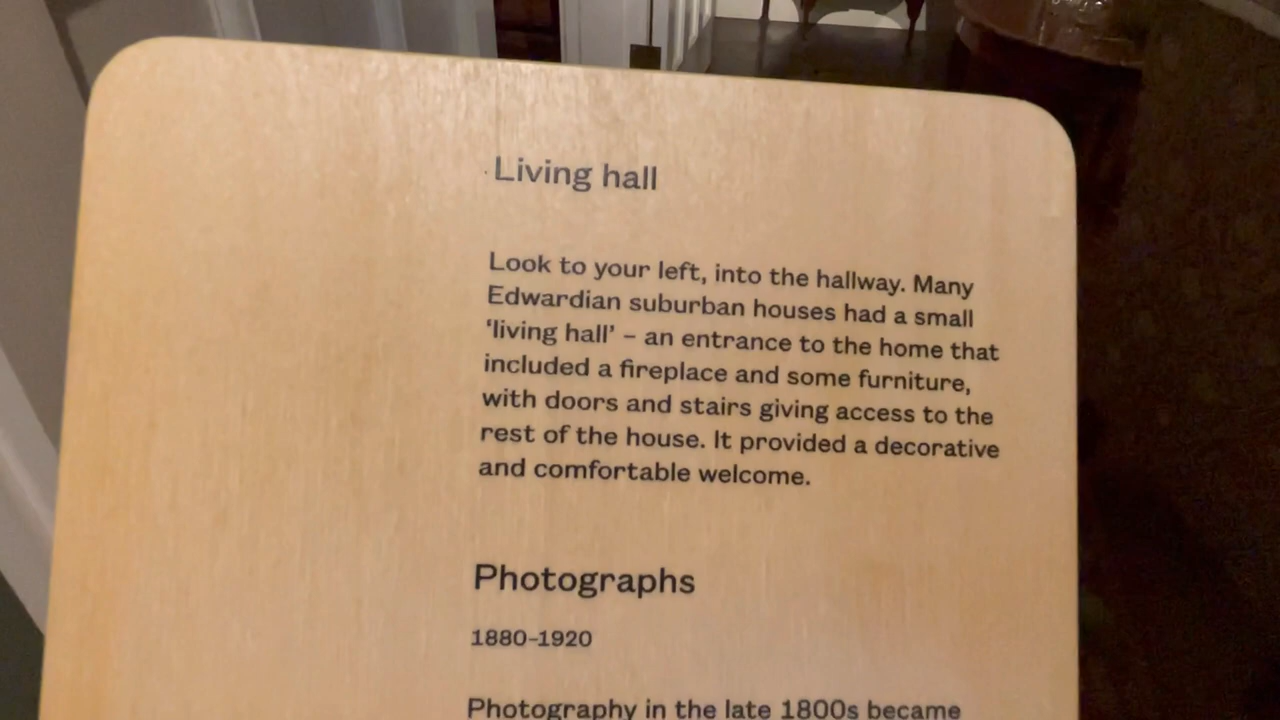 Living hall
Look to your left, into the hallway. Many
Edwardian suburban houses had a small
‘living hall’ – an entrance to the home that
included a fireplace and some furniture,
with doors and stairs giving access to the
rest of the house. It provided a decorative
and comfortable welcome.
Photographs
1880-1920
Photography in the late 1800s became